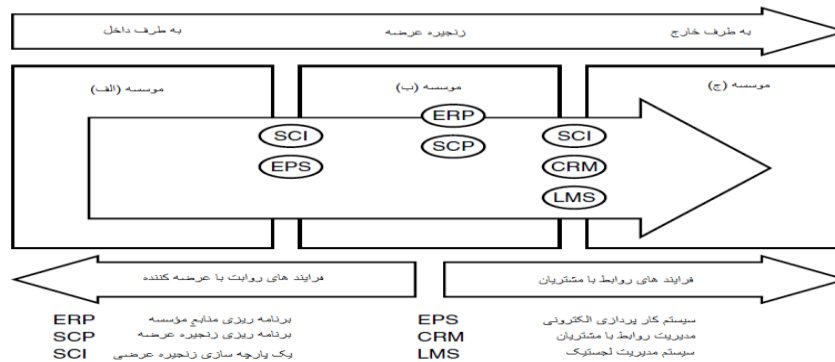 به طرف داخل زنجیره عرضه به طرف خارج
موسسه (الف) موسسه (ب) موسسه (ج)
ERP
SCI SCI
SCP
EPS CRM
LMS
فرایند های روابت با عرضه کننده فرایند های روابط با مشتریان
ERP برنامه ریزی منابع مؤسسه EPS سیستم کار پردازی الکترونی
SCP برنامه ریزی زنجیره عرضه CRM مدیریت روابط با مشتریان
SCI یک پارچه سازی زنجیره عرضی LMS سیستم مدیریت لجستیک